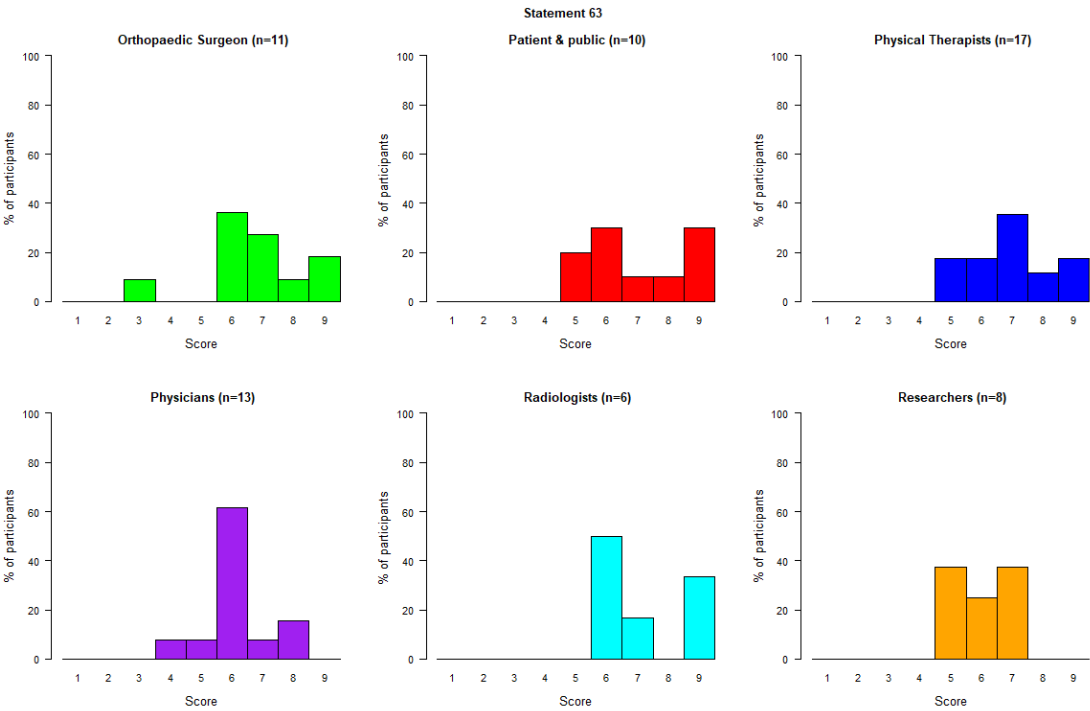 Statement 63
Orthopaedic Surgeon (n=11)
% of participants
100
80
60
40
20
0
1 2 3 4 5 6 7 8 9
Score
Patient & public (n=10)
% of participants
100
80
60
40
20
0
1 2 3 4 5 6 7 8 9
Score
Physical Therapists (n=17)
% of participants
100
80
60
40
20
0
1 2 3 4 5 6 7 8 9
Score
Physicians (n=13)
% of participants
100
80
60
40
20
0
1 2 3 4 5 6 7 8 9
Score
Radiologists (n=6)
% of participants
100
80
60
40
20
0
1 2 3 4 5 6 7 8 9
Score
Researchers (n=8)
% of participants
100
80
60
40
20
0
1 2 3 4 5 6 7 8 9
Score